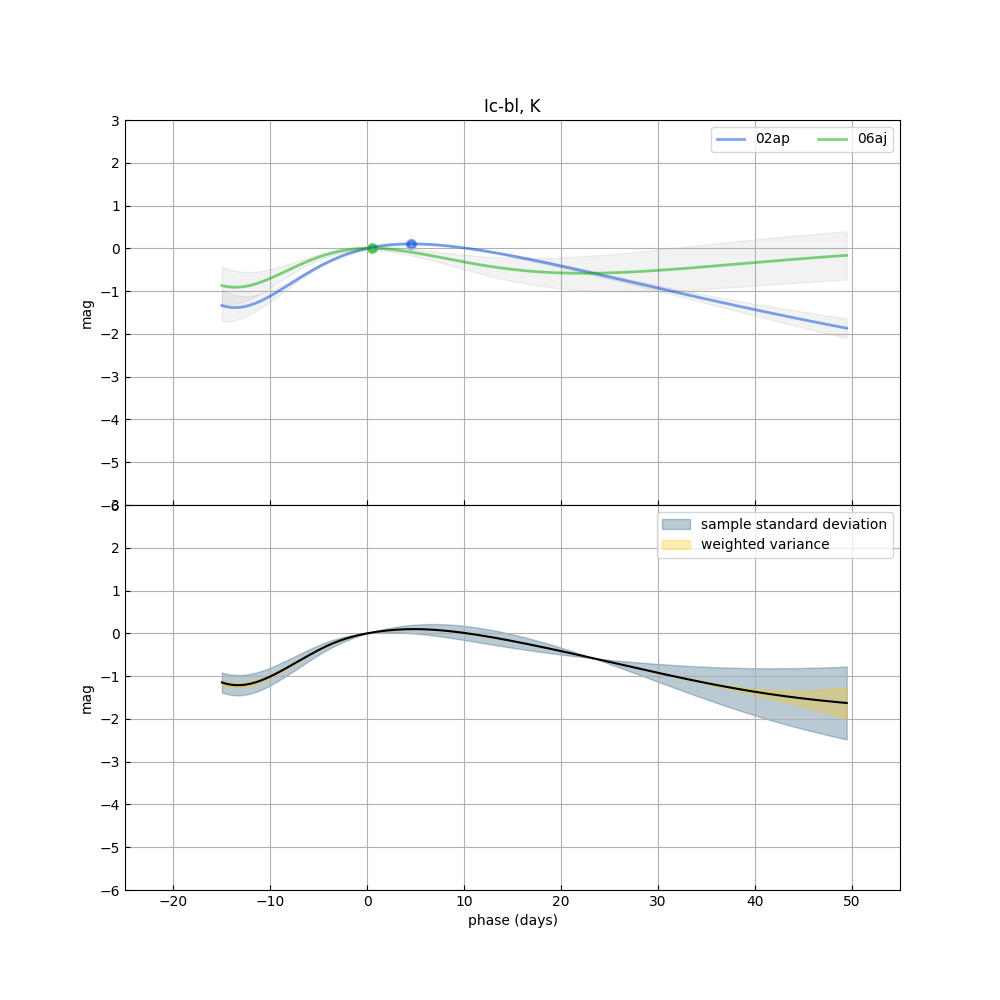 Ic-bl, K
3
02ap 06aj
2
1
0
−1
mag
−2
−3
−4
−5
−6
3
sample standard deviation
2
weighted variance
1
0
−1
mag
−2
−3
−4
−5
−6
−20 −10 0 10 20 30 40 50
phase (days)